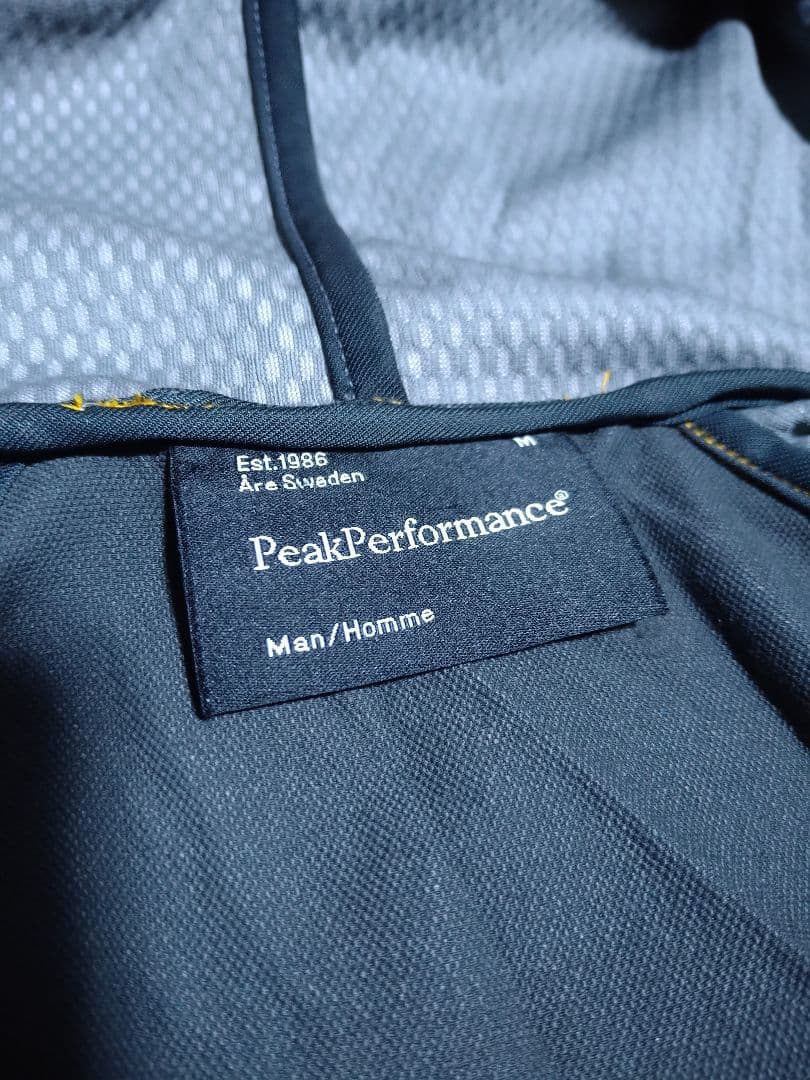 M
Est.1986
Åre Sweden
PeakPerformance®
Man/Homme